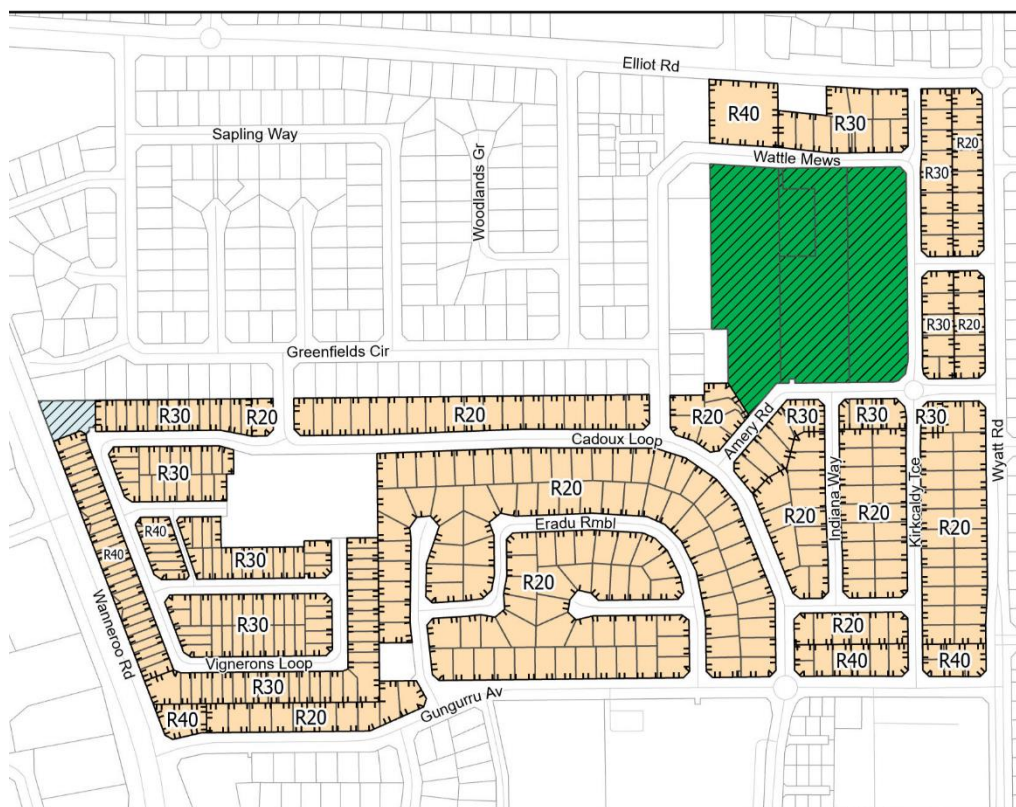 Elliot Rd
R40
R30
R20
Sapling Way
Woodlands Gr
Wattle Mews
R30
R30
R20
Greenfields Cir
R30
R20
R20
R20
Amery Rd
R30
R30
R30
Cadoux Loop
Wyatt Rd
R30
R20
Indiana Way
Kirkcaldy Tce
R40
Eradu Rmbl
R20
R20
R20
R40
R30
R20
Wanneroo Rd
R30
R20
Vignerons Loop
R40
R40
R30
Gungurru Av
R40
R20